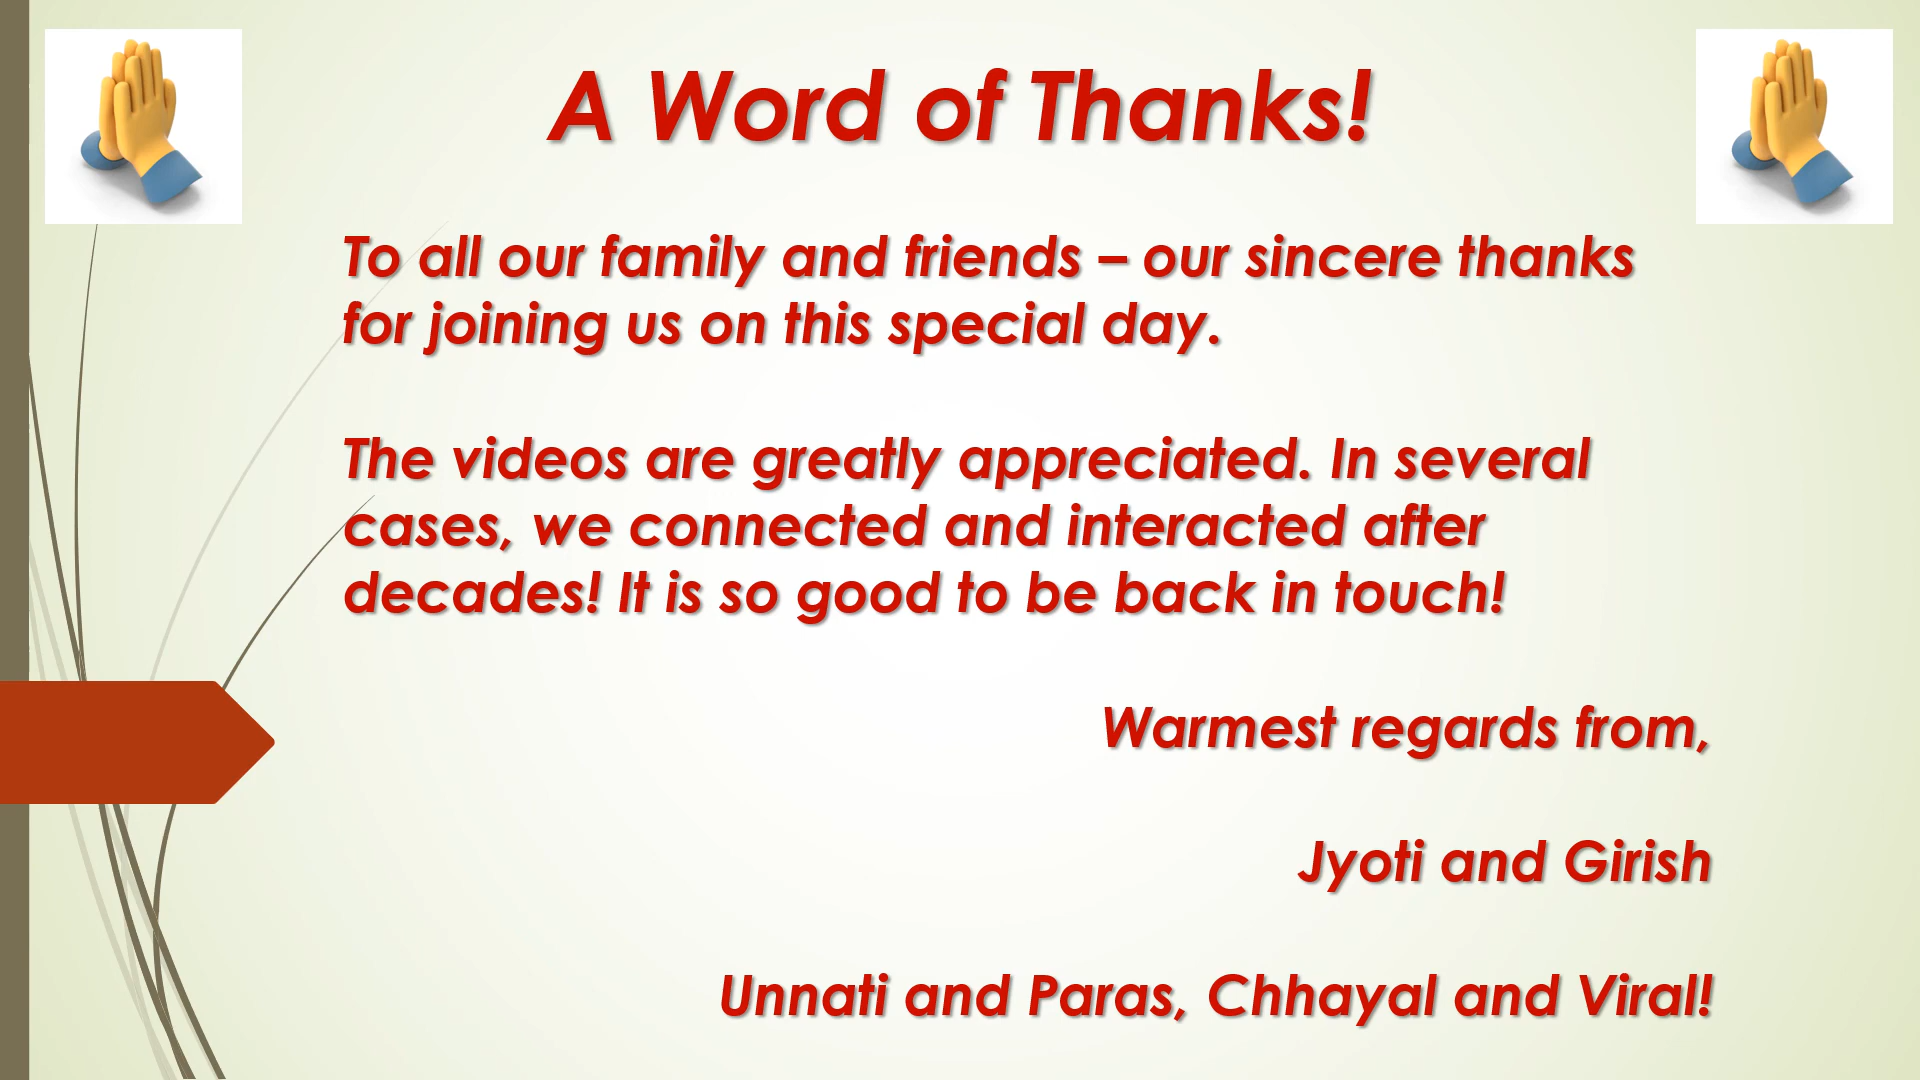 A Word of Thanks!
To all our family and friends – our sincere thanks
for joining us on this special day.
The videos are greatly appreciated. In several
cases, we connected and interacted after
decades! It is so good to be back in touch!
Warmest regards from,
Jyoti and Girish
Unnati and Paras, Chhayal and Viral!